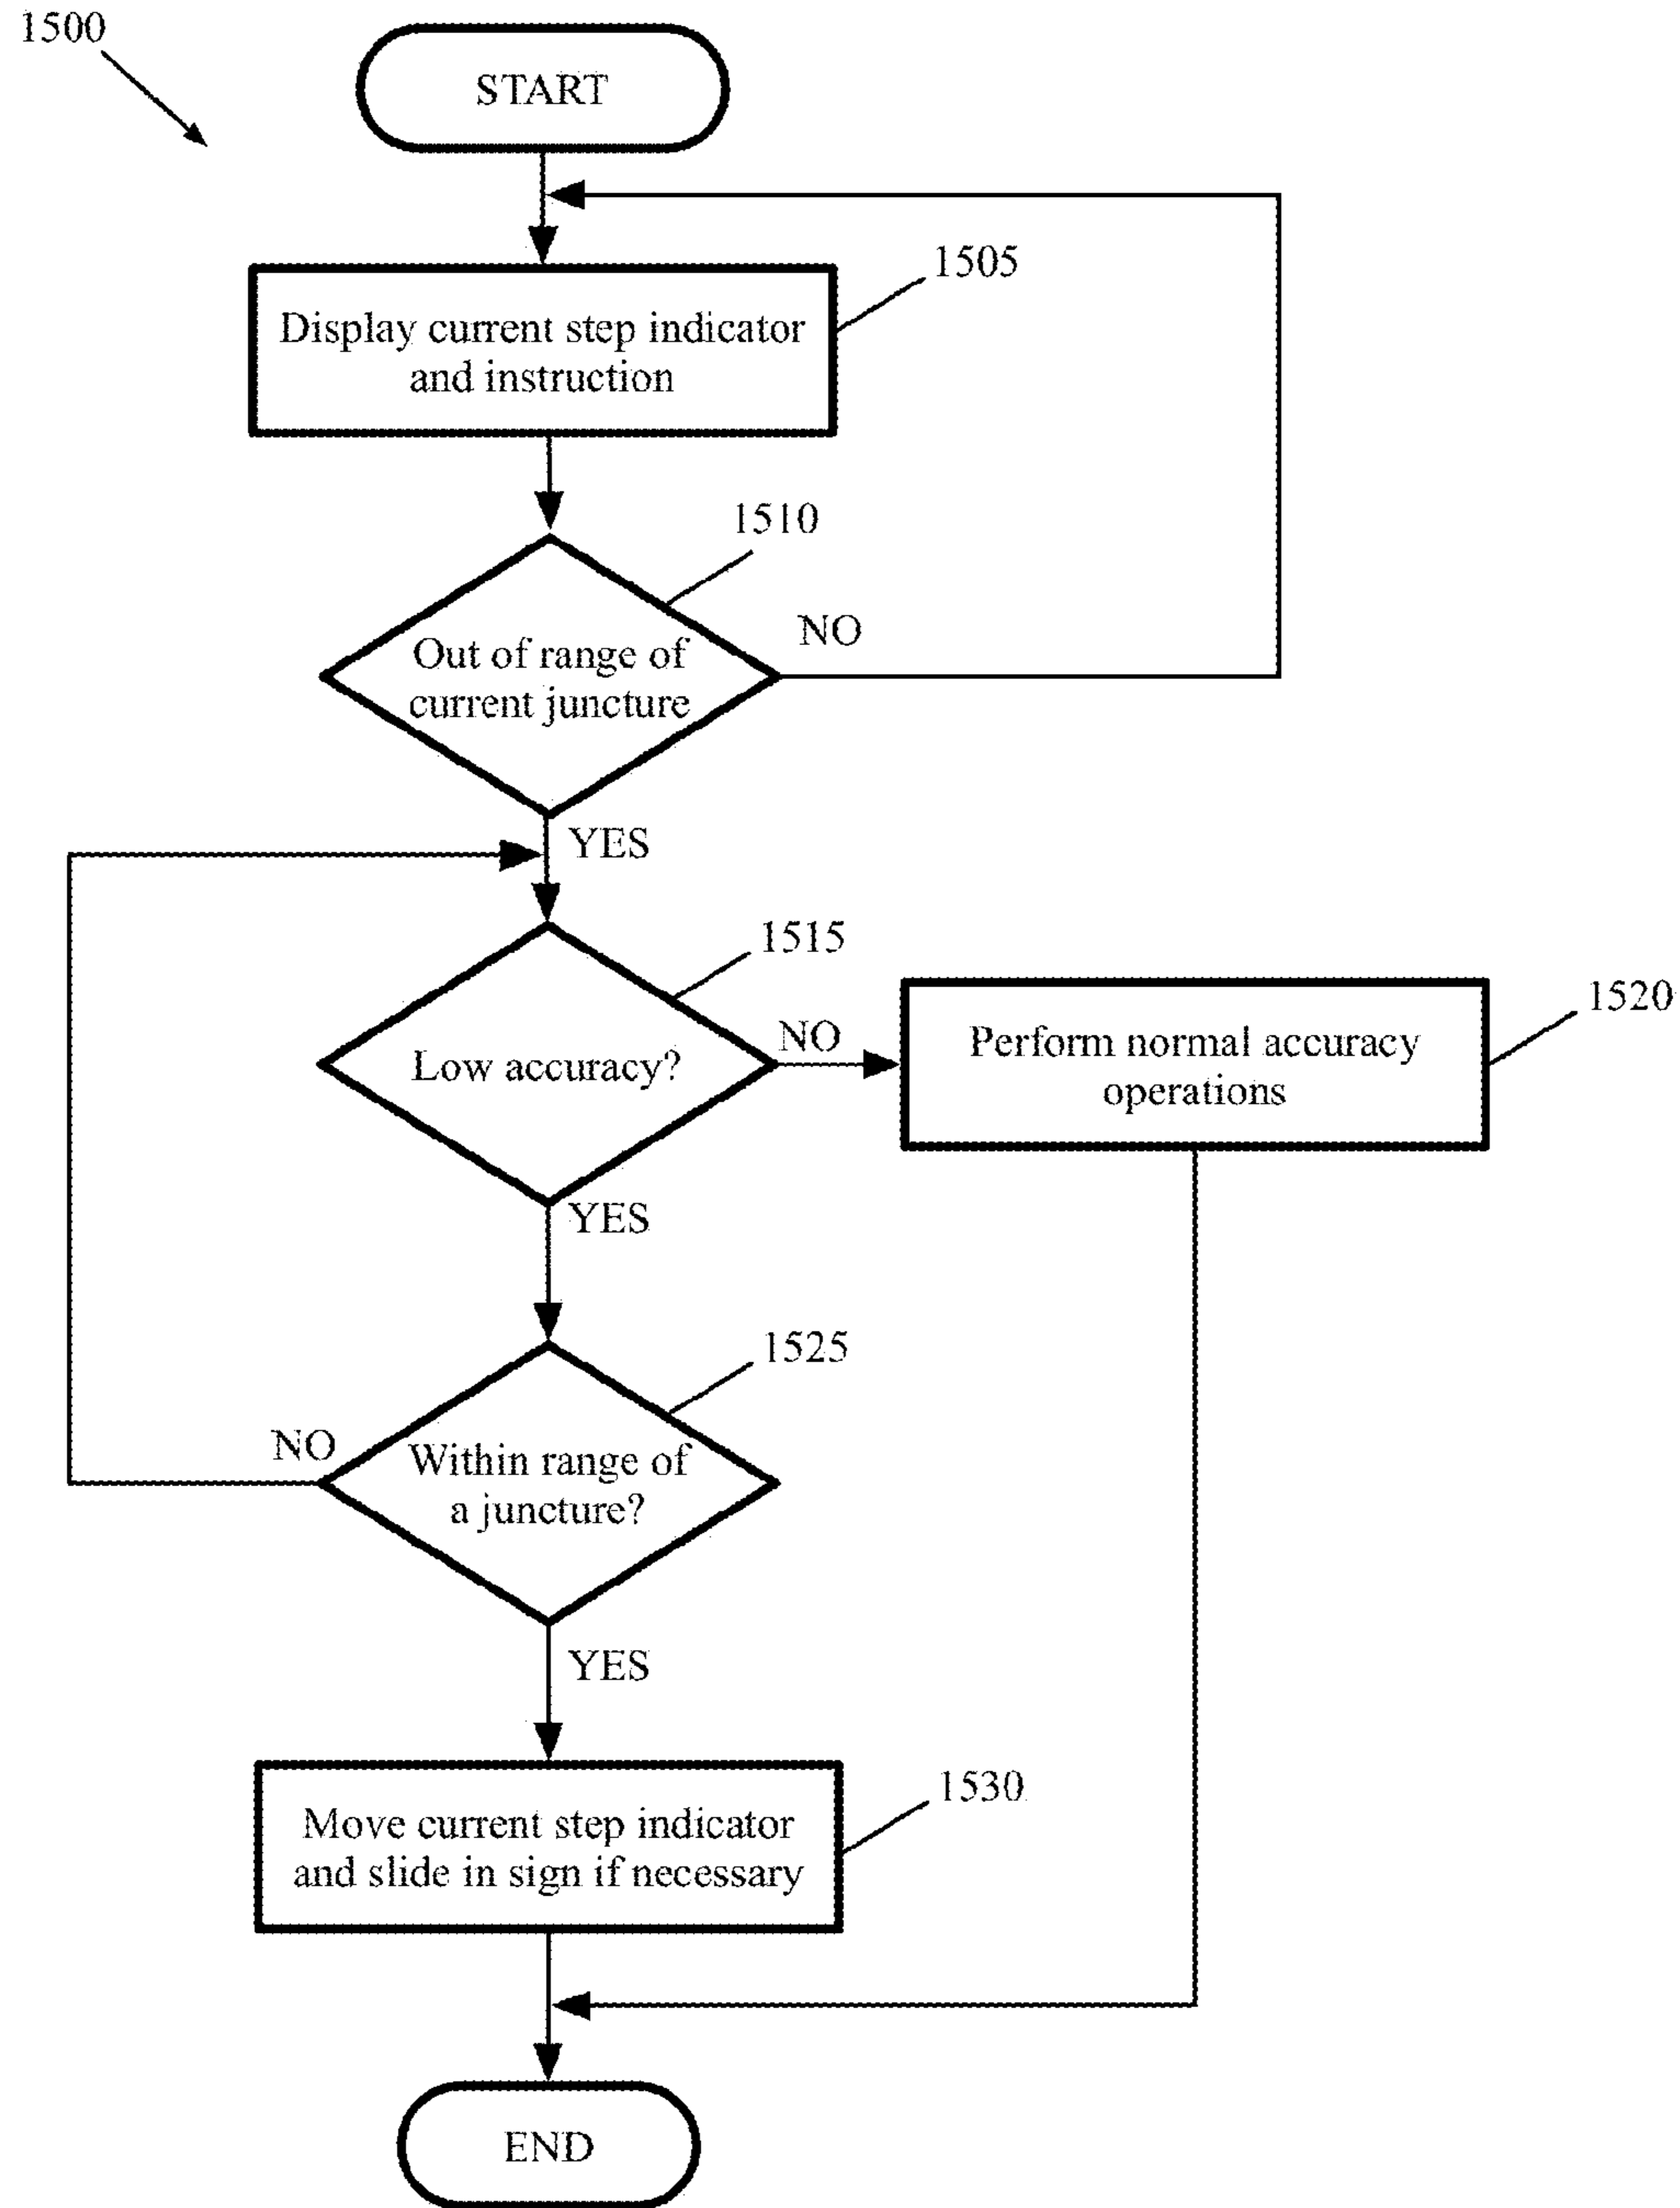 1500
START
1505
Display current step indicator
and instruction
1510
Out of range of
current juncture
NO
YES
1515
Low accuracy?
NO
1520
Perform normal accuracy
operations
YES
1525
Within range of
a juncture?
NO
YES
1530
Move current step indicator
and slide in sign if necessary
END